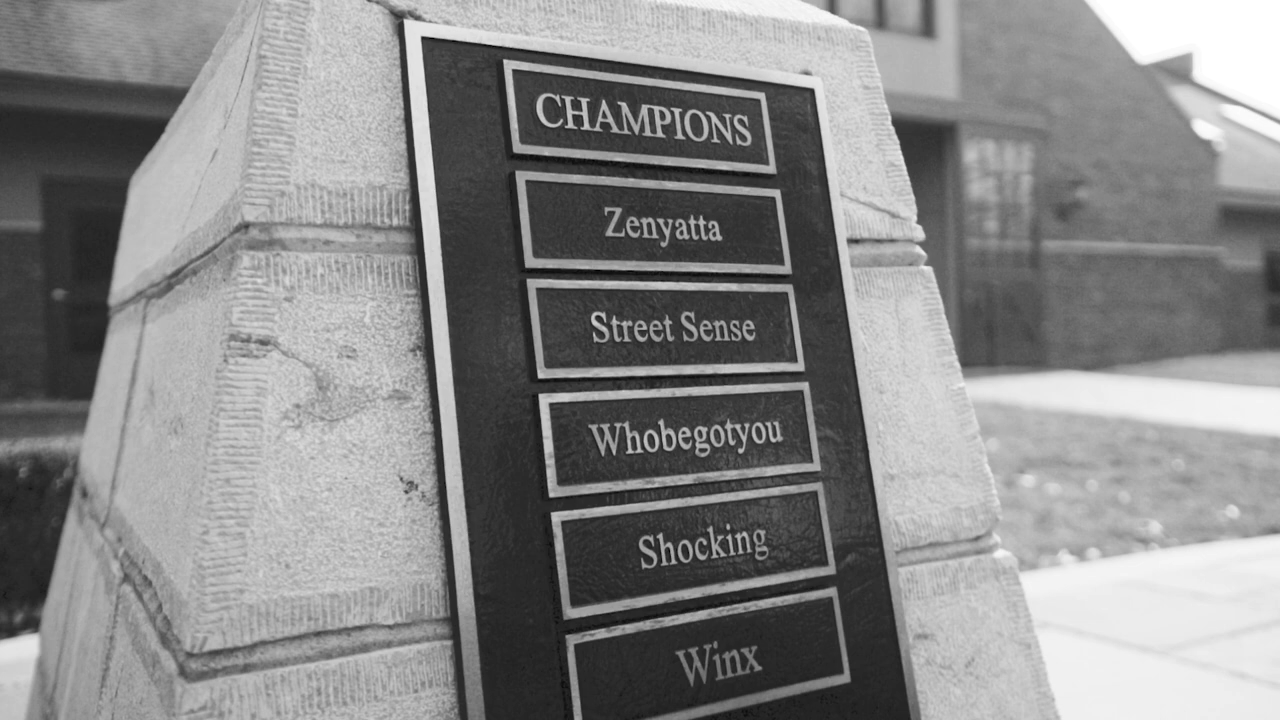 CHAMPIONS
Zenyatta
Street Sense
Whobegotyou
Shocking
Winx